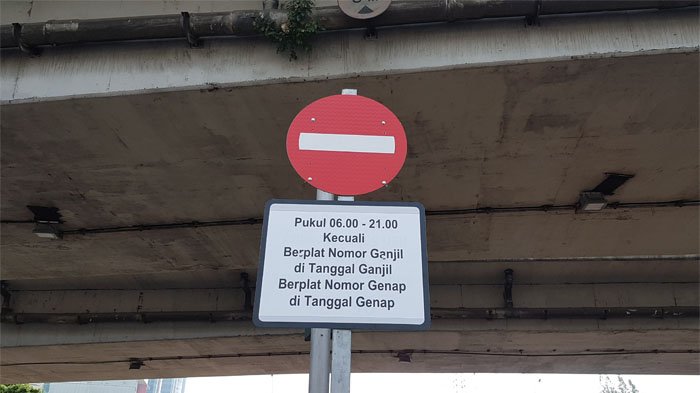 Pukul 06.00 - 21.00
Kecuali
Berplat Nomor Ganjil
di Tanggal Ganjil
Berplat Nomor Genap
di Tanggal Genap